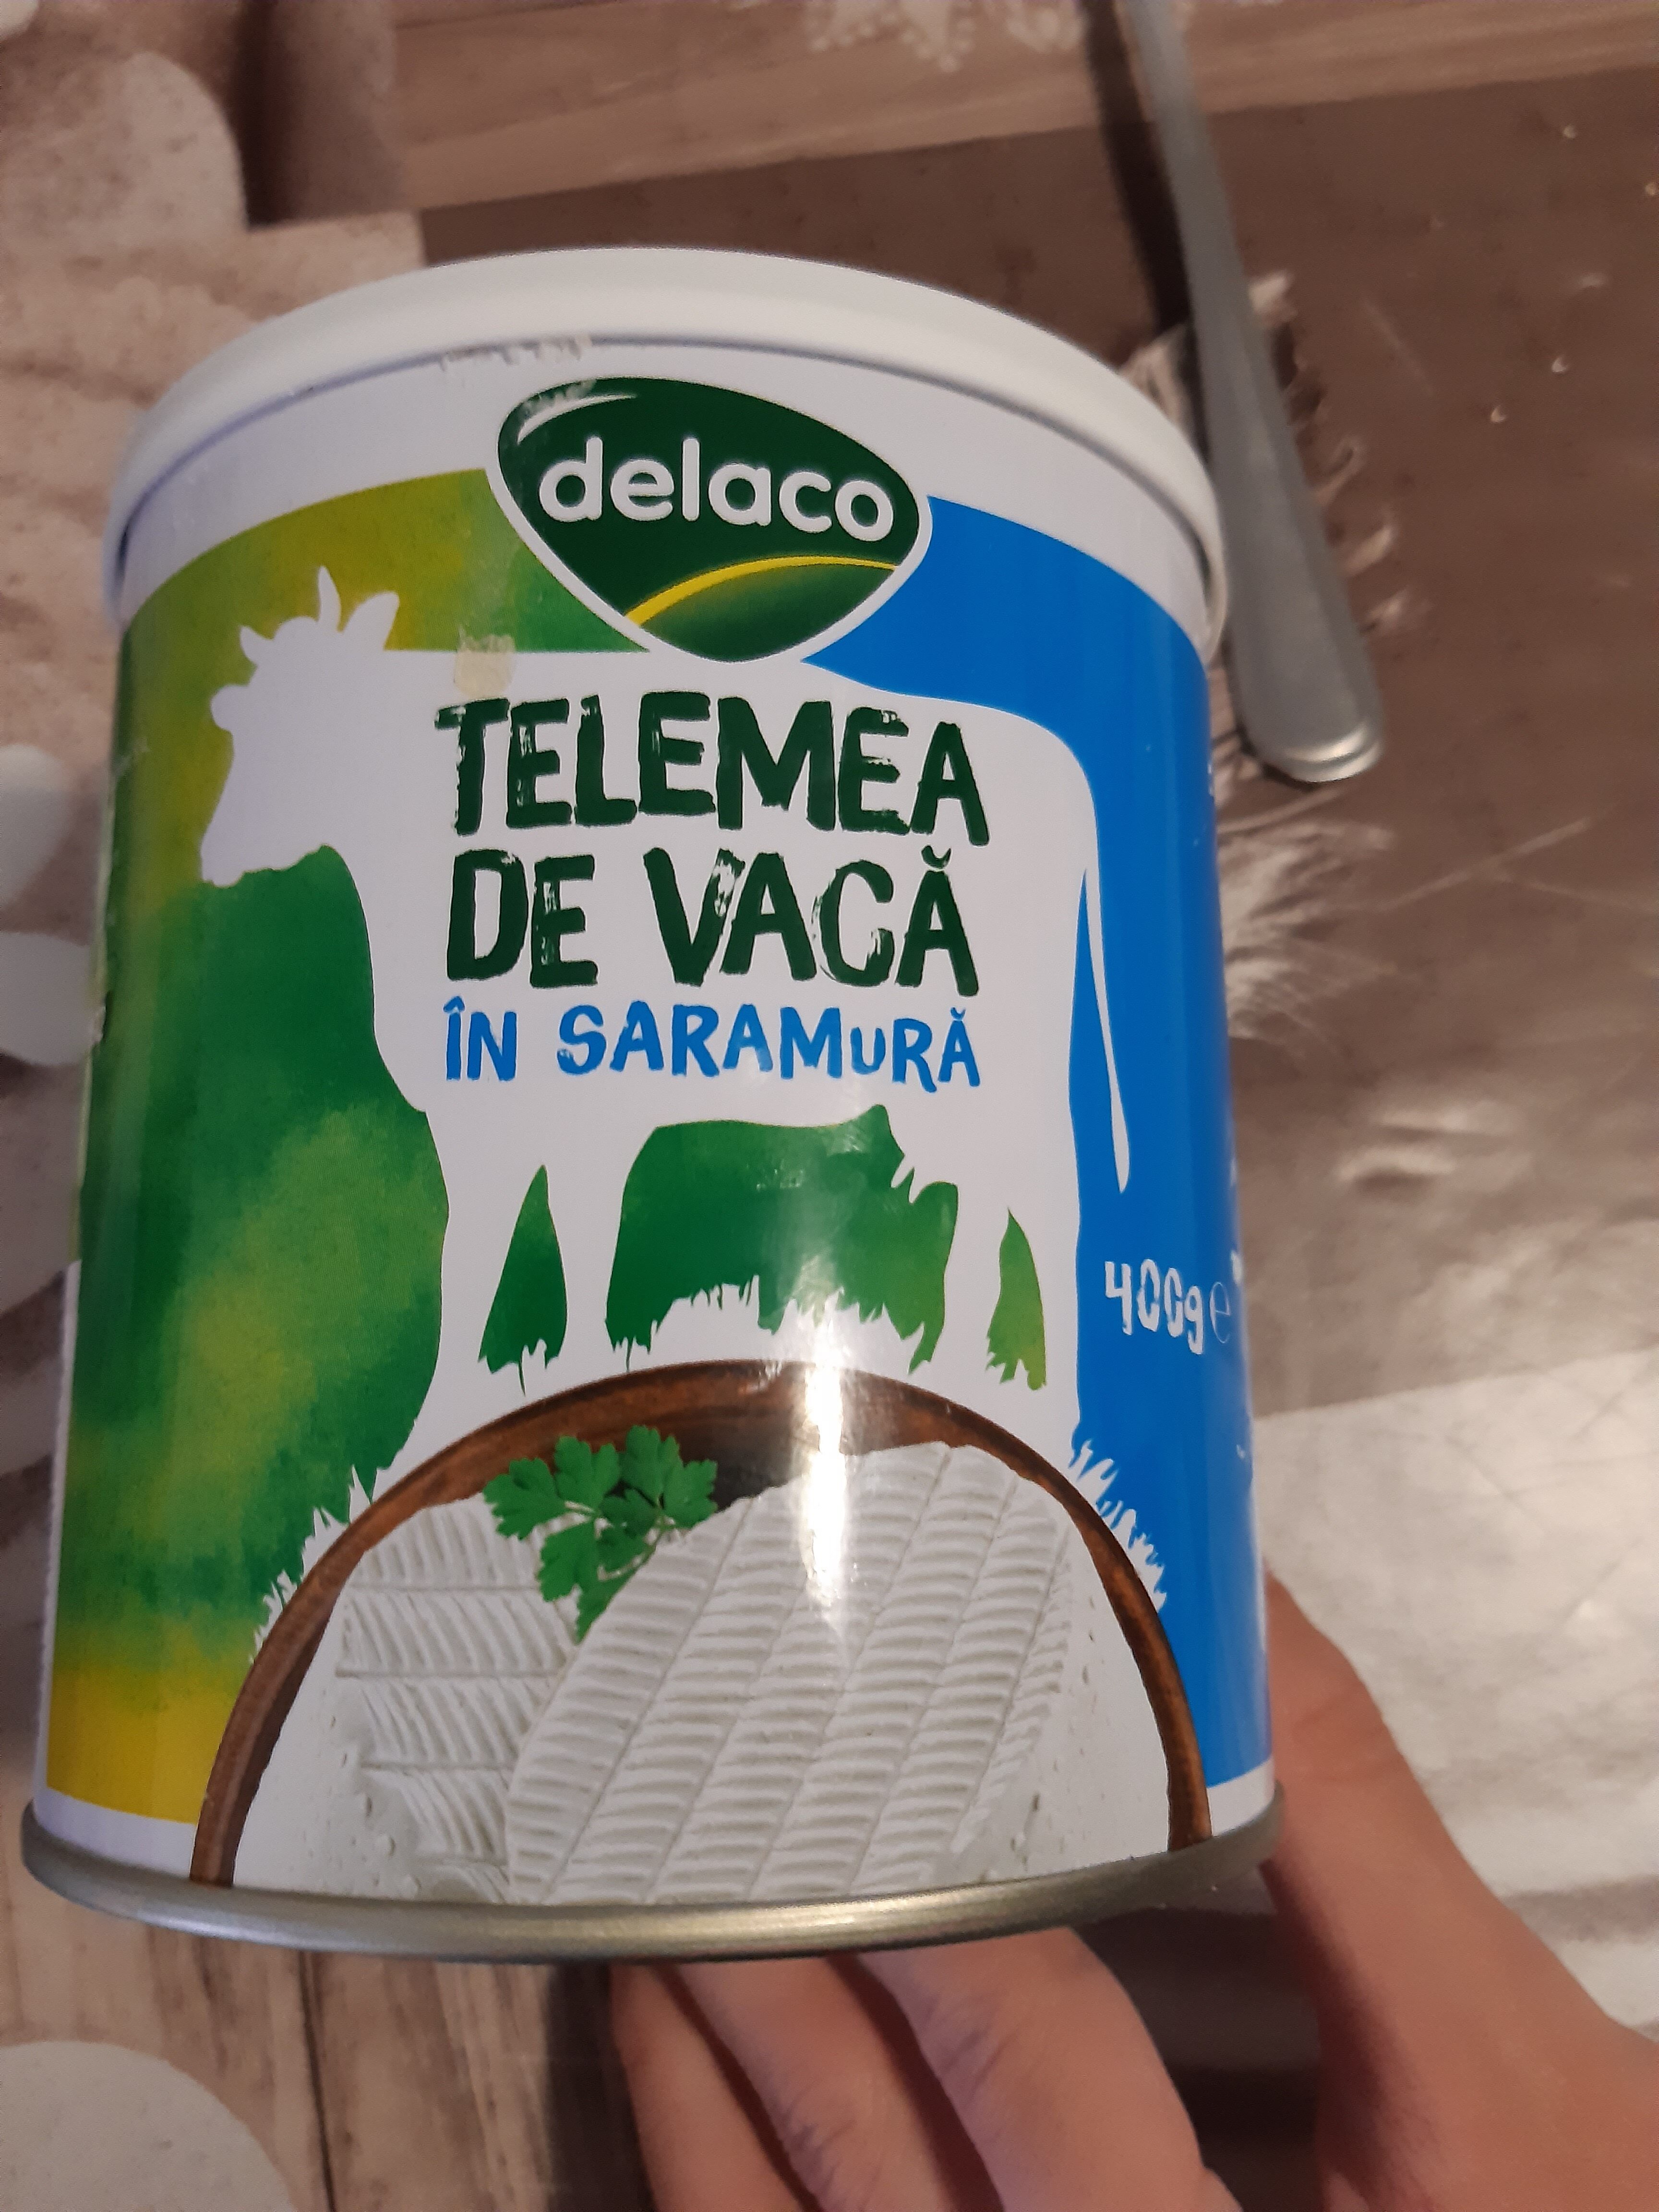 delaco
TELEMEA
DE VACĂ
ÎN SARAMURĂ
400g e